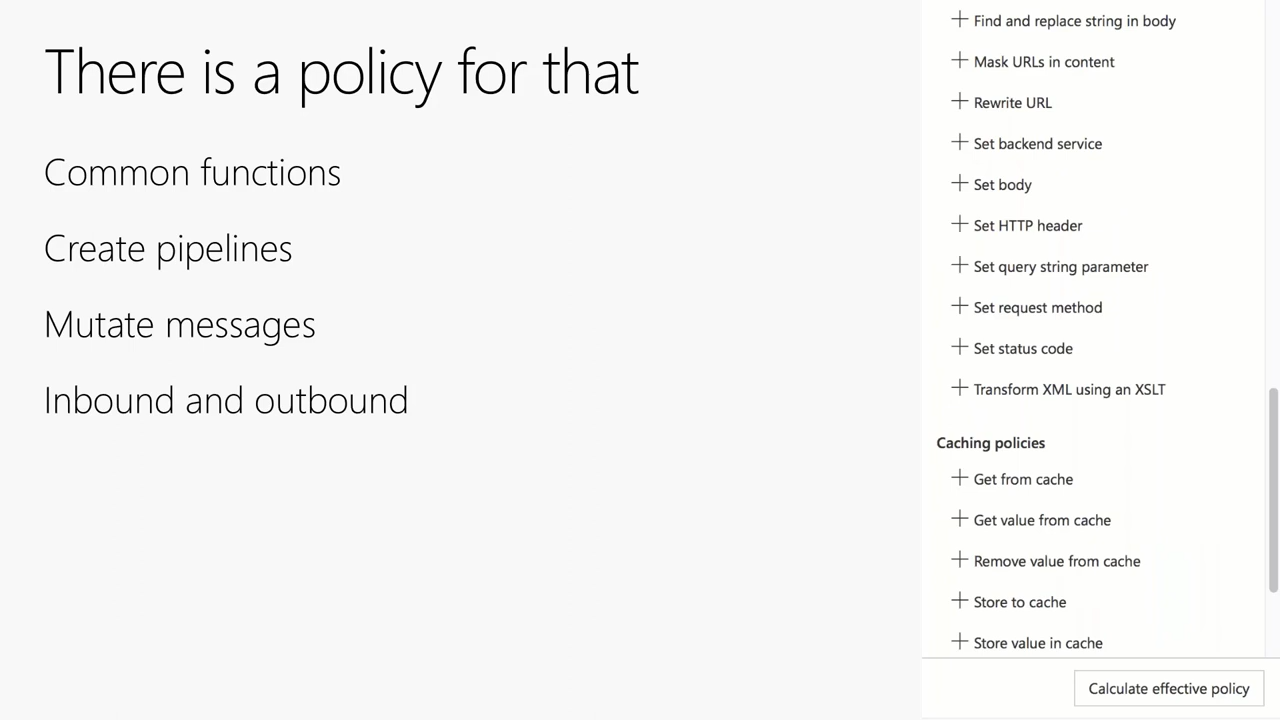 There is a policy for that
Common functions
Create pipelines
Mutate messages
Inbound and outbound
Find and replace string in body
Mask URLs in content
Rewrite URL
Set backend service
Set body
Set HTTP header
Set query string parameter
Set request method
Set status code
Transform XML using an XSLT
Caching policies
Get from cache
Get value from cache
Remove value from cache
Store to cache
Store value in cache
Calculate effective policy